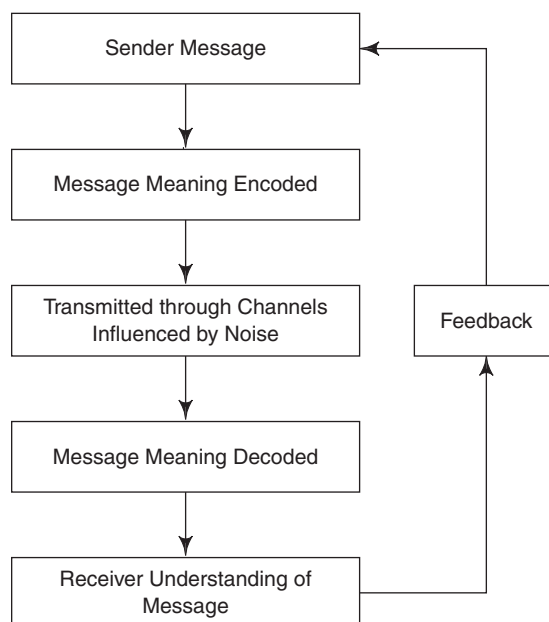 Sender Message
Message Meaning Encoded
Transmitted through Channels
Influenced by Noise
Feedback
Message Meaning Decoded
Receiver Understanding of
Message